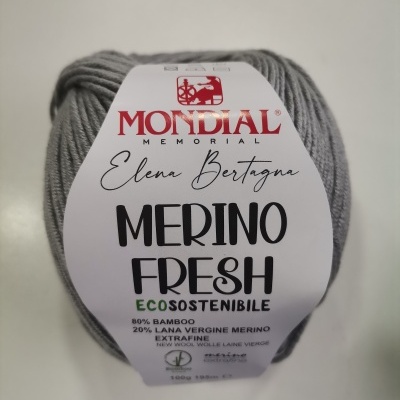 MONDIAL®
MEMORIAL
Elena Bertagna
MERINO
FRESH
ECOSOSTENIBILE
80% BAMBOO
20% LANA VERGINE MERINO
EXTRAFINE
NEW WOOL WOLLE LAINE VIERGE
merino